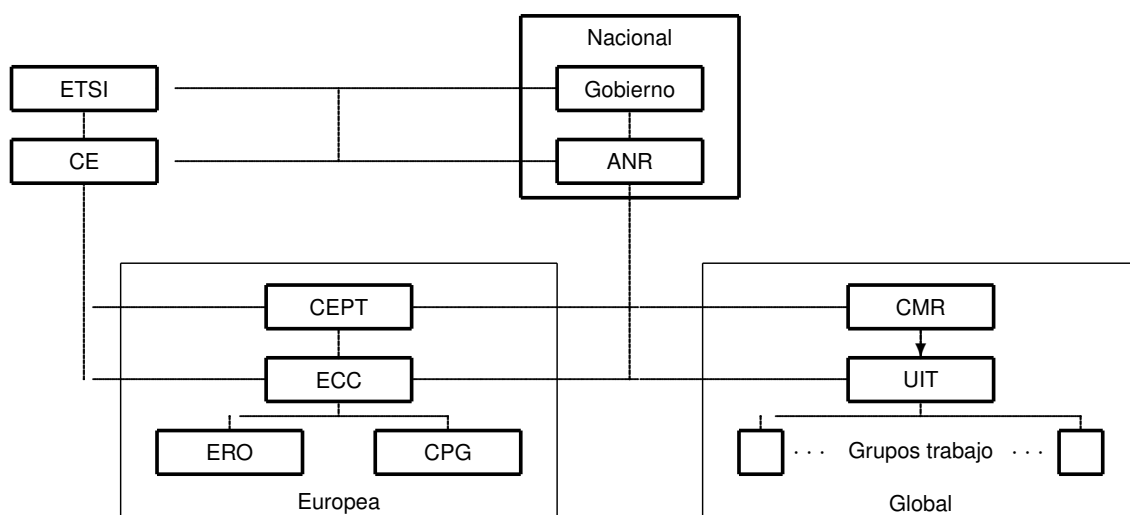 Nacional
ETSI
Gobierno
CE
ANR
CEPT
CMR
ECC
UIT
ERO
CPG
· · · Grupos trabajo · · ·
Europea
Global